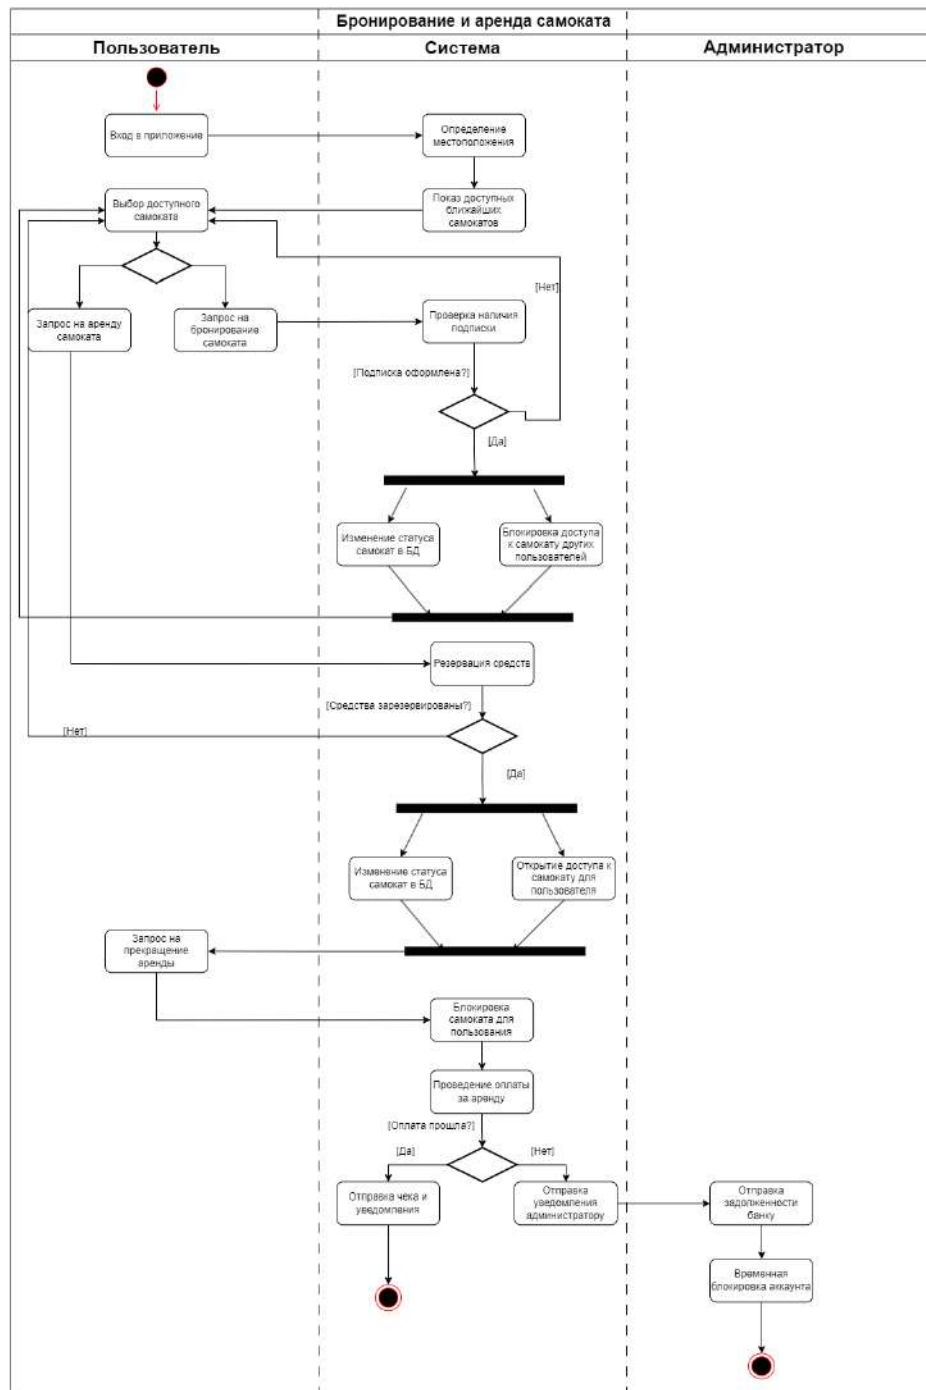 Бронирование и аренда самоката
Пользователь
Система
Администратор
Вход в приложение
Определение
местоположения
Выбор доступного
самоката
Показ доступных
ближайших
самокатов
[Нет]
Запрос на аренду
самоката
Запрос на
бронирование
самоката
Проверка наличия
подписки
[Подписка оформлена?]
[Да]
Изменение статуса
самокат в БД
Блокировка доступа
к самокату других
пользователей
Резервация средств
[Средства зарезервированы?]
[Нет]
[Да]
Изменение статуса
самокат в БД
Открытие доступа к
самокату для
пользователя
Запрос на
прекращение
аренды
Блокировка
самоката для
пользования
Проведение оплаты
за аренду
[Оплата прошла?]
[Да]
[Нет]
Отправка чека и
уведомления
Отправка
уведомления
администратору
Отправка
задолженности
банку
Временная
блокировка аккаунта